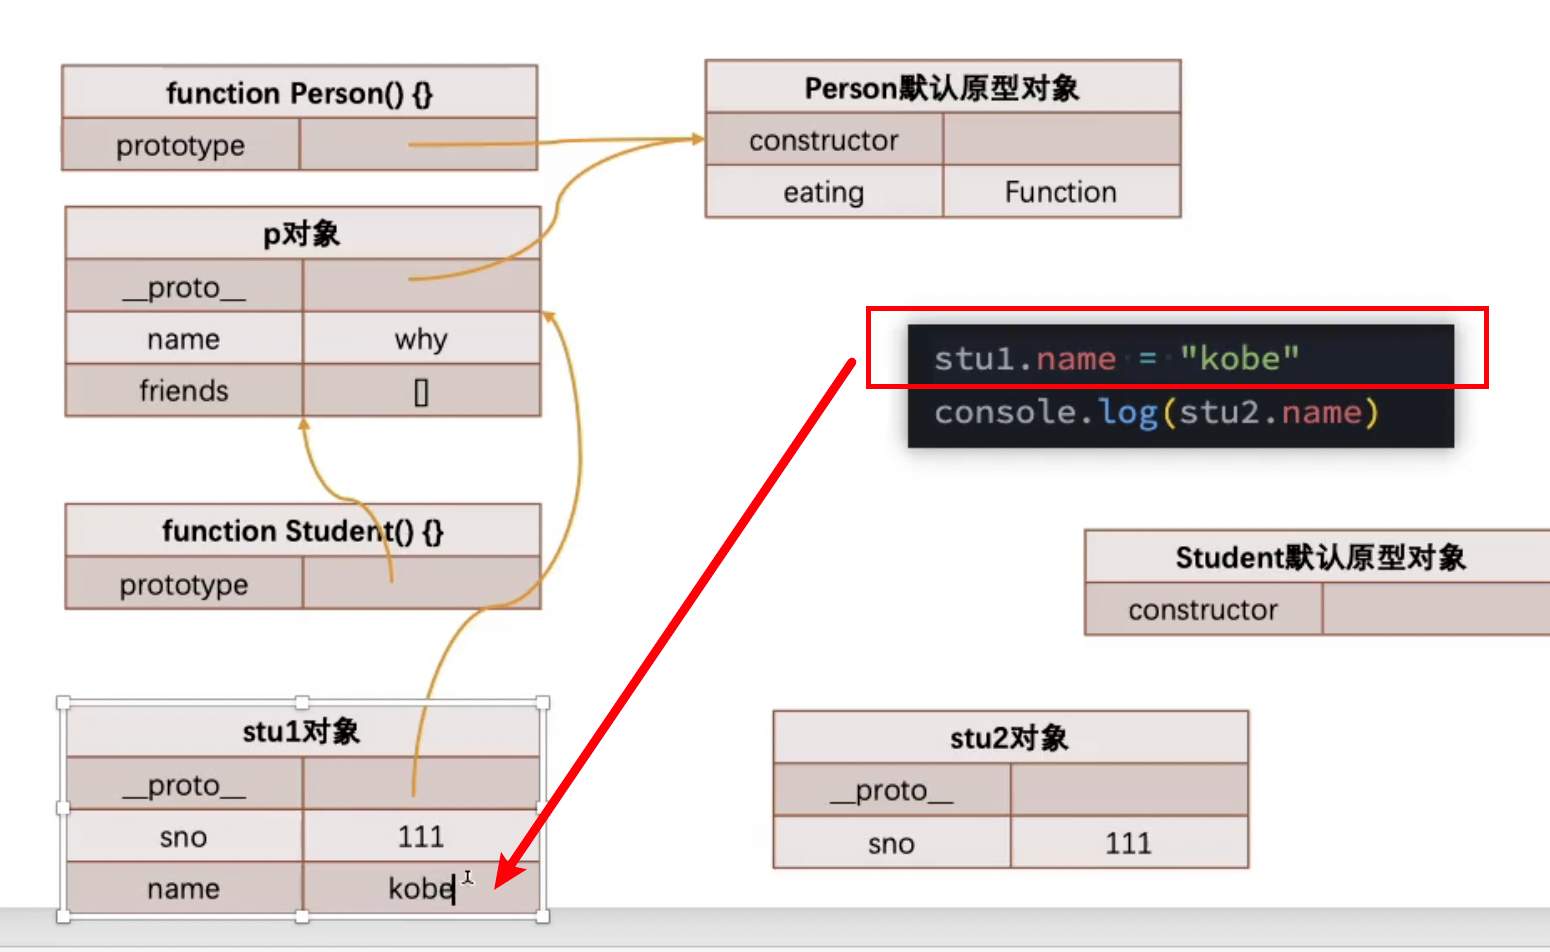 function Person() {}
prototype
Person默认原型对象
constructor
eating Function
p对象
__proto__
name why
friends []
stu1.name = "kobe"
console.log(stu2.name)
function Student() {}
prototype
Student默认原型对象
constructor
stu1对象
__proto__
sno 111
name kobe
stu2对象
__proto__
sno 111